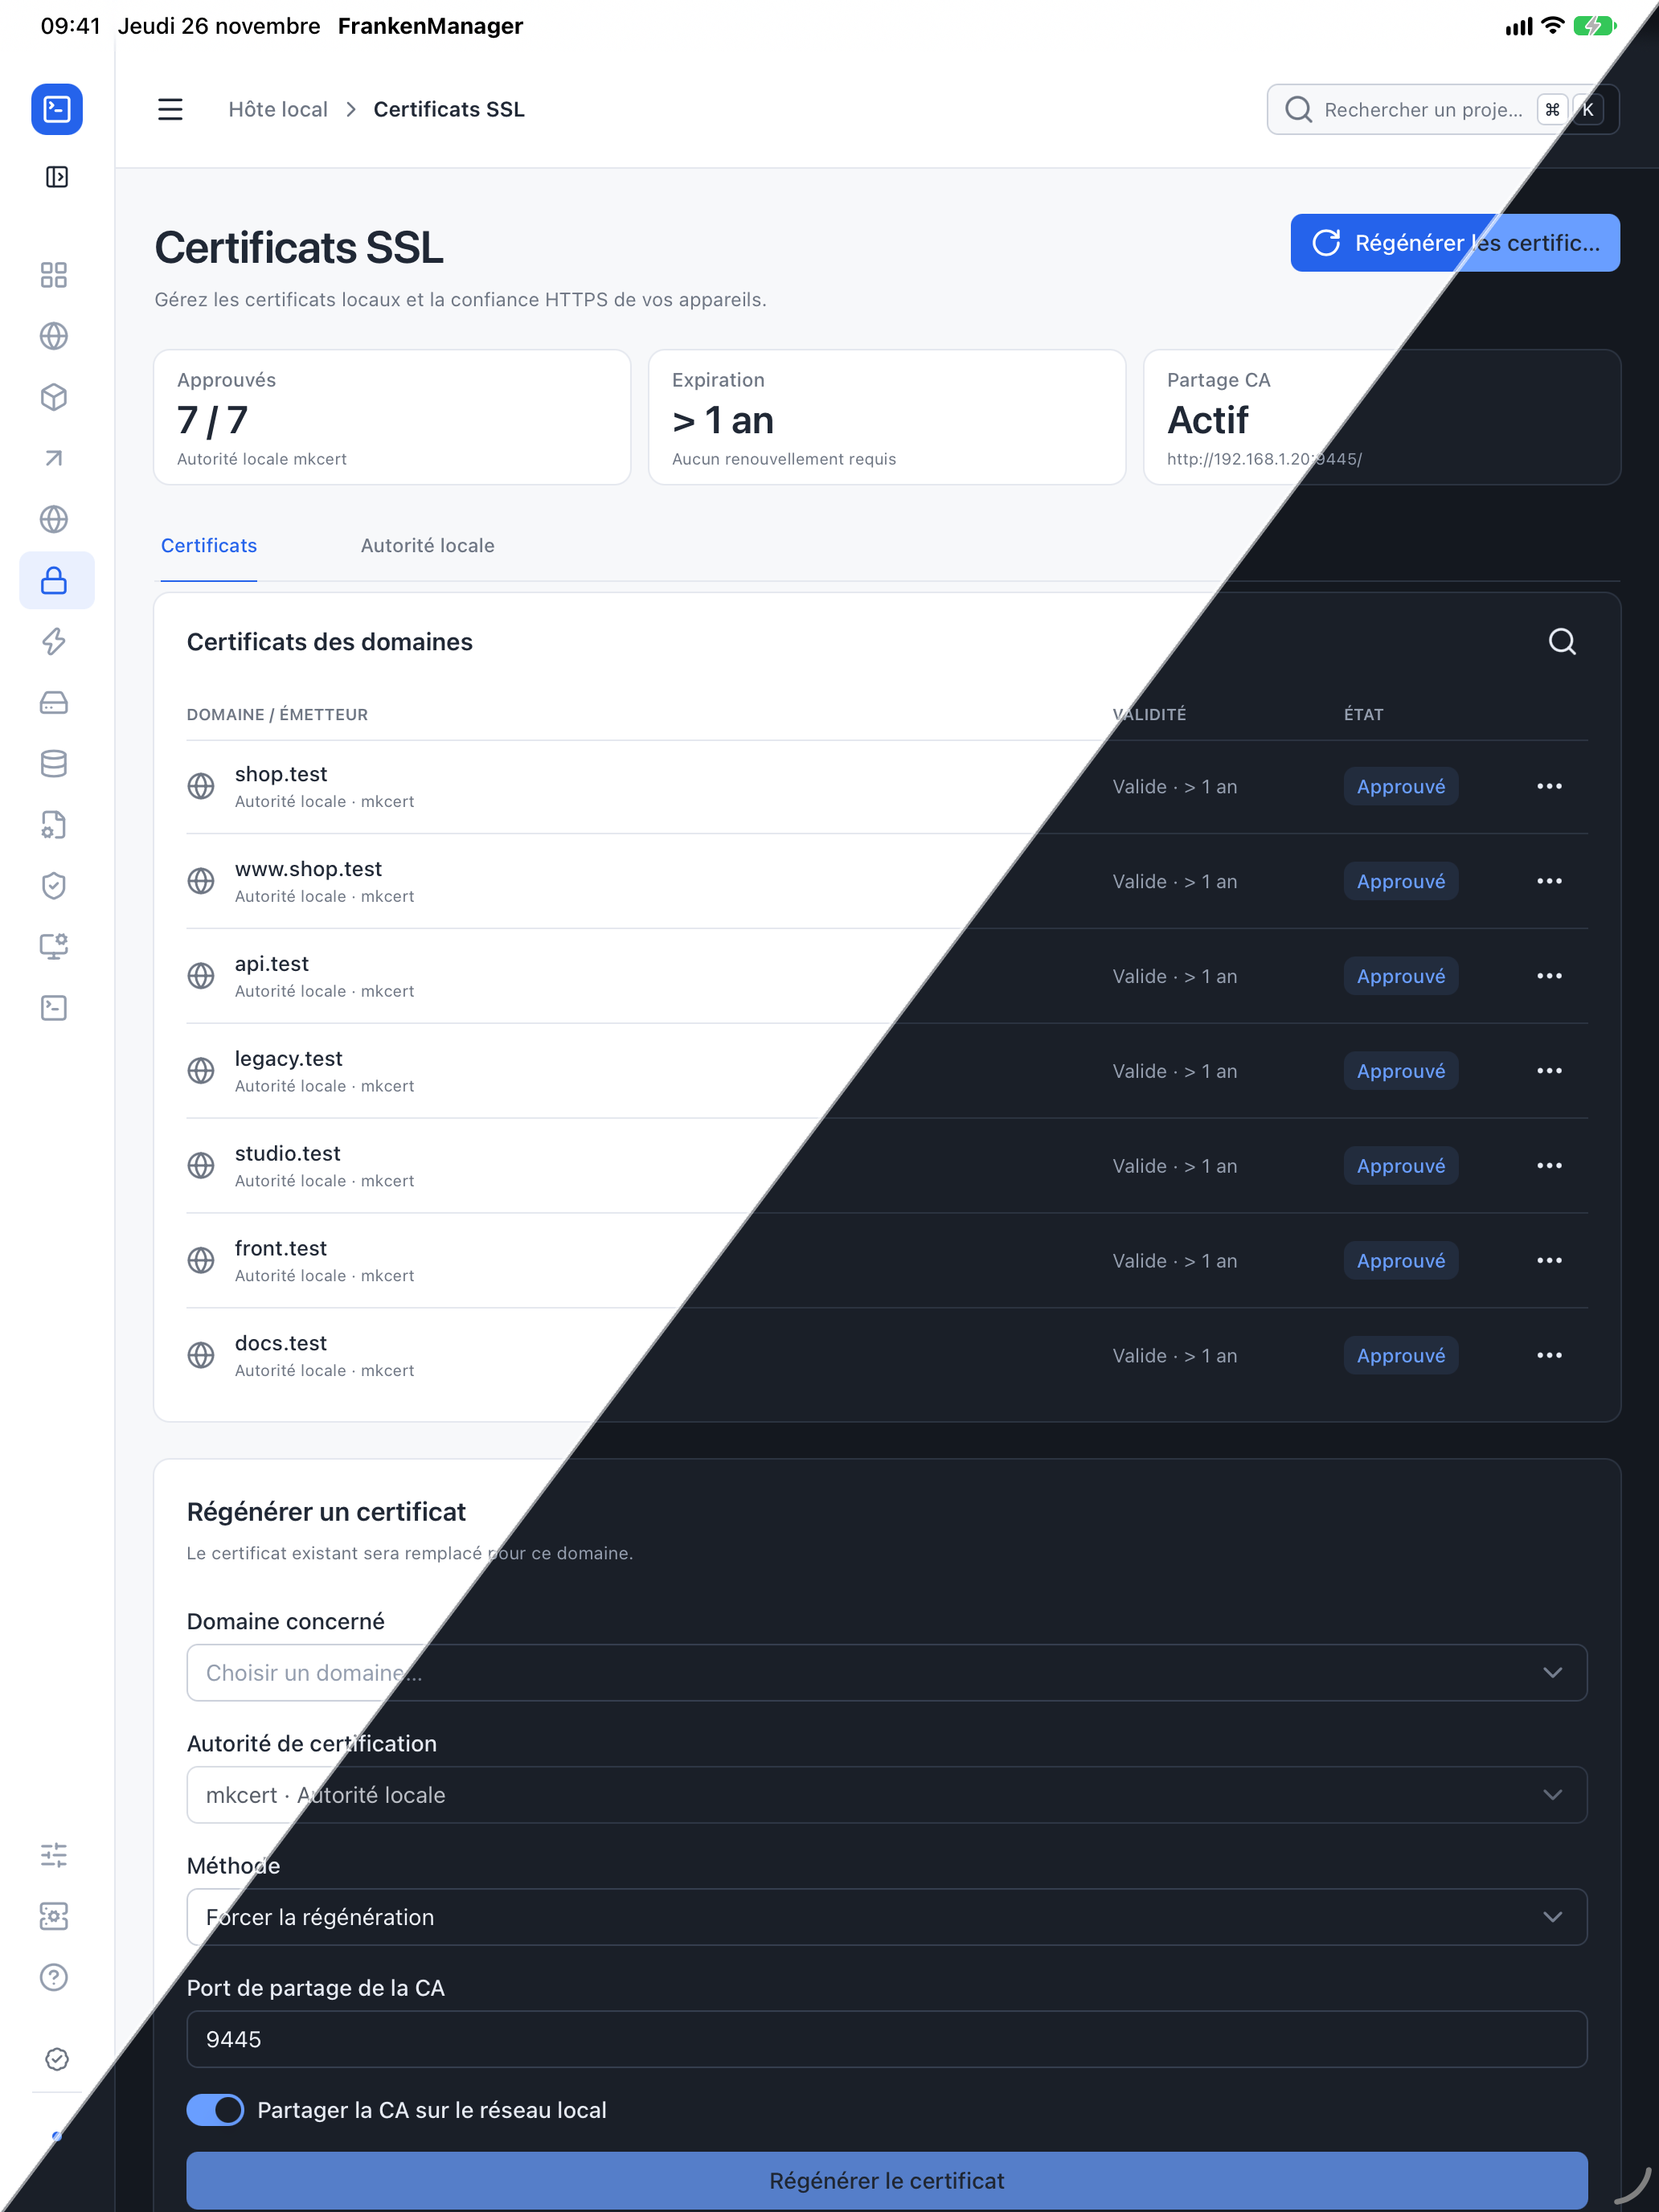 09:41 Jeudi 26 novembre FrankenManager
Hôte local > Certificats SSL
Rechercher un proje... ⌘ K
Certificats SSL
Régénérer les certific...
Gérez les certificats locaux et la confiance HTTPS de vos appareils.
Approuvés
7 / 7
Autorité locale mkcert
Expiration
> 1 an
Aucun renouvellement requis
Partage CA
Actif
http://192.168.1.20:9445/
Certificats
Autorité locale
Certificats des domaines
DOMAINE / ÉMETTEUR VALIDITÉ ÉTAT
shop.test
Autorité locale · mkcert
Valide · > 1 an
Approuvé
www.shop.test
Autorité locale · mkcert
Valide · > 1 an
Approuvé
api.test
Autorité locale · mkcert
Valide · > 1 an
Approuvé
legacy.test
Autorité locale · mkcert
Valide · > 1 an
Approuvé
studio.test
Autorité locale · mkcert
Valide · > 1 an
Approuvé
front.test
Autorité locale · mkcert
Valide · > 1 an
Approuvé
docs.test
Autorité locale · mkcert
Valide · > 1 an
Approuvé
Régénérer un certificat
Le certificat existant sera remplacé pour ce domaine.
Domaine concerné
Choisir un domaine...
Autorité de certification
mkcert · Autorité locale
Méthode
Forcer la régénération
Port de partage de la CA
9445
Partager la CA sur le réseau local
Régénérer le certificat